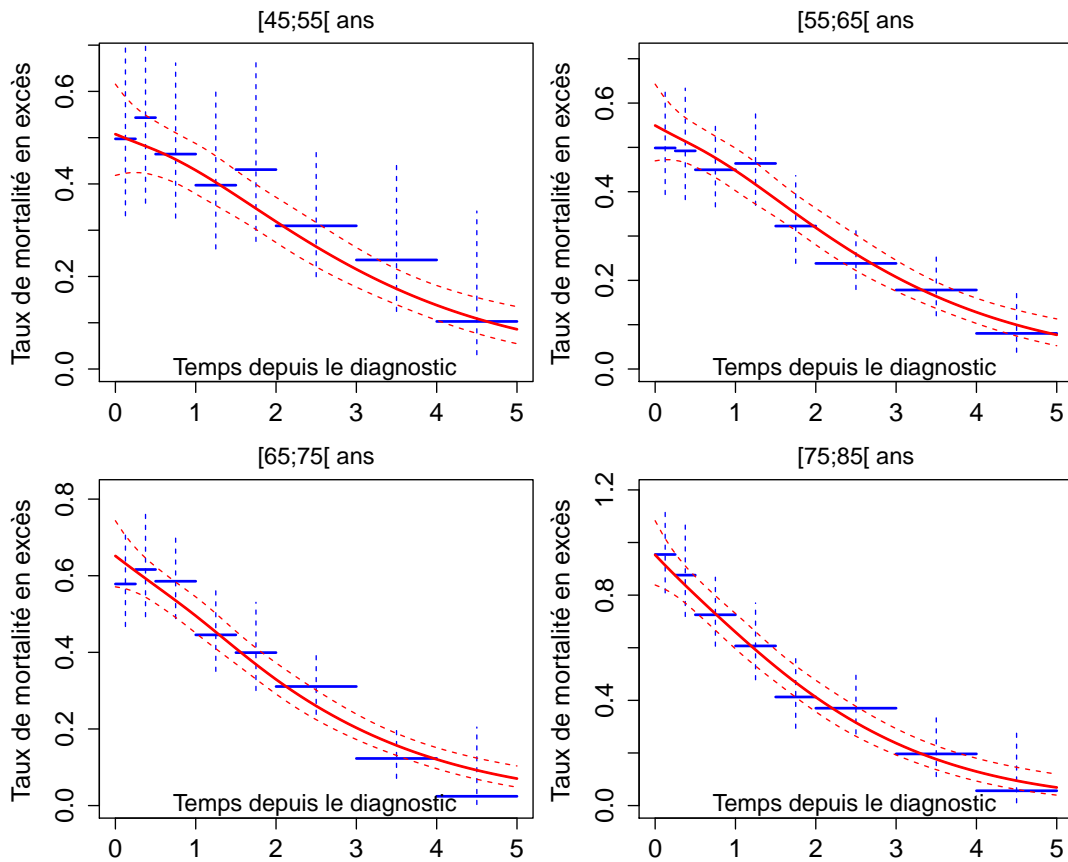 [45;55[ ans
Taux de mortalité en excès
0.0 0.2 0.4 0.6
Temps depuis le diagnostic
0 1 2 3 4 5
[55;65[ ans
Taux de mortalité en excès
0.0 0.2 0.4 0.6
Temps depuis le diagnostic
0 1 2 3 4 5
[65;75[ ans
Taux de mortalité en excès
0.0 0.2 0.4 0.6 0.8
Temps depuis le diagnostic
0 1 2 3 4 5
[75;85[ ans
Taux de mortalité en excès
0.0 0.4 0.8 1.2
Temps depuis le diagnostic
0 1 2 3 4 5